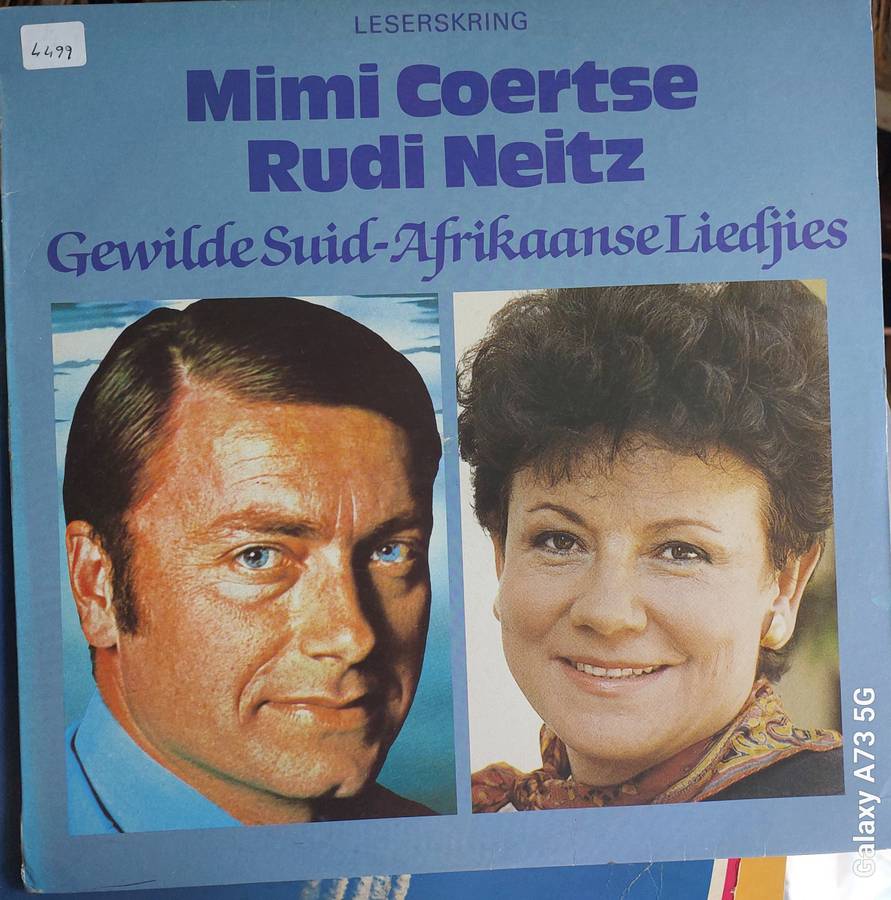 LESERSKRING
4499
Mimi Coertse
Rudi Neitz
Gewilde Suid-Afrikaanse Liedjies
Galaxy A73 5G